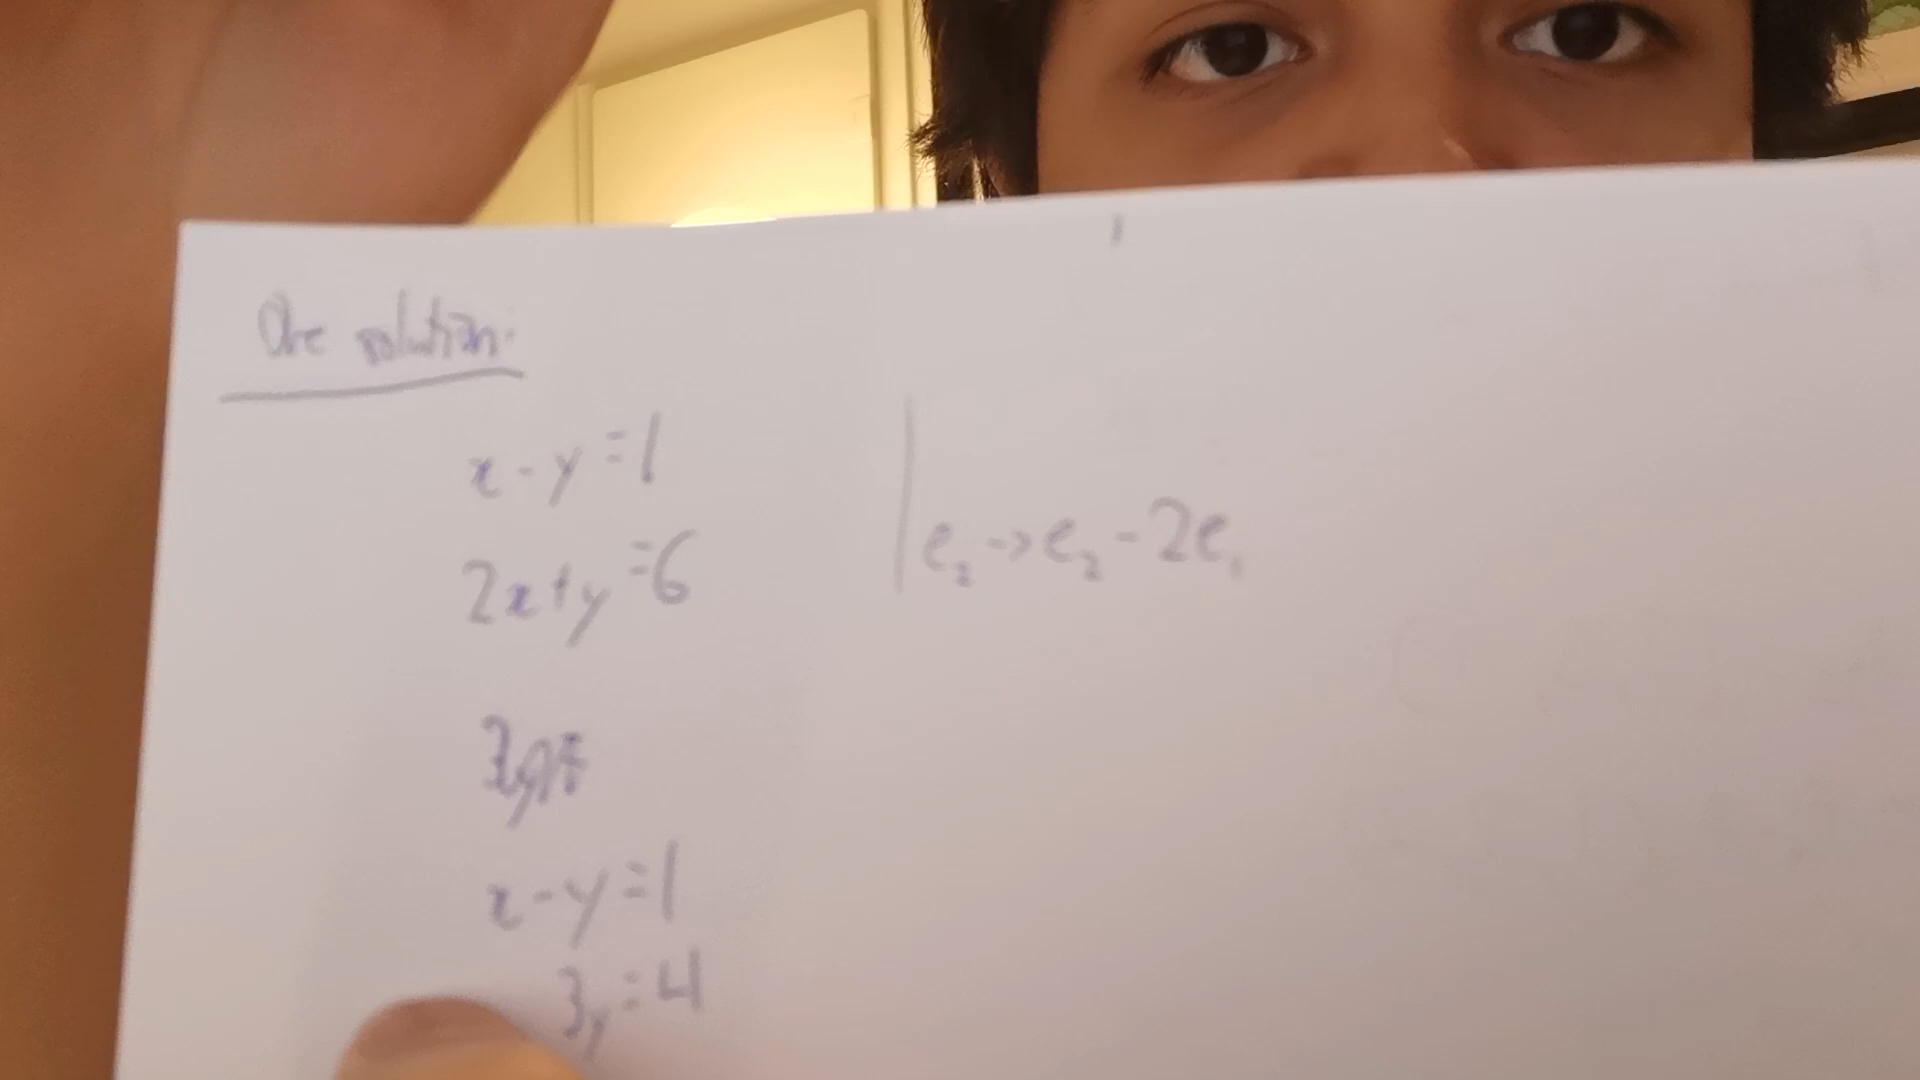 One solution:
x - y = 1
2x + y = 6 | e₂ → e₂ - 2e₁
x - y = 1
3y = 4